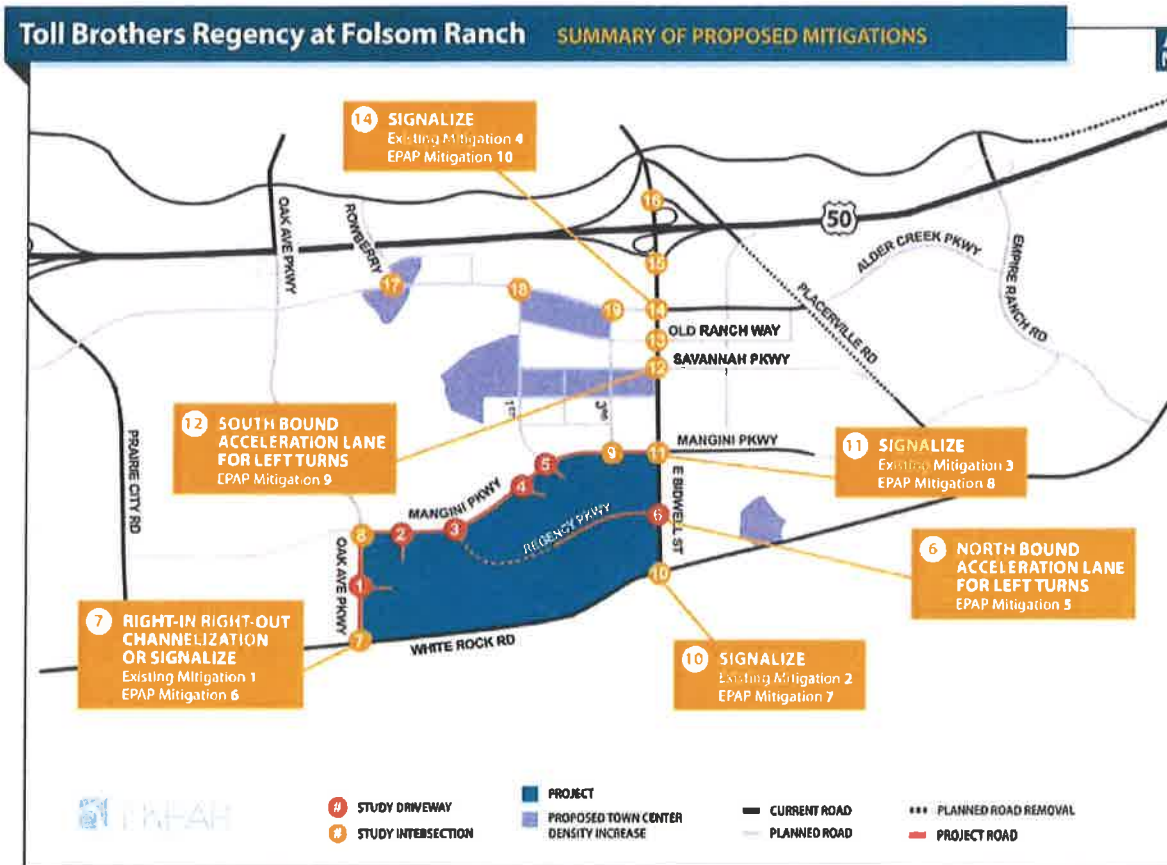 Toll Brothers Regency at Folsom Ranch SUMMARY OF PROPOSED MITIGATIONS
14 SIGNALIZE
Existing Mitigation 4
EPAP Mitigation 10
16
50
OAK AVE PKWY
ROWBERRY
ALDER CREEK PKWY
EMPIRE RANCH RD
15
17
18
19
14
PLACERVILLE RD
13
OLD RANCH WAY
12
SAVANNAH PKWY
1ST
3RD
12 SOUTH BOUND
ACCELERATION LANE
FOR LEFT TURNS
EPAP Mitigation 9
PRAIRIE CITY RD
MANGINI PKWY
9
11
11 SIGNALIZE
Existing Mitigation 3
EPAP Mitigation 8
5
4
E BIDWELL ST
MANGINI PKWY
REGENCY PKWY
6
8
2
3
6 NORTH BOUND
ACCELERATION LANE
FOR LEFT TURNS
EPAP Mitigation 5
OAK AVE PKWY
1
10
7 RIGHT-IN RIGHT-OUT
CHANNELIZATION
OR SIGNALIZE
Existing Mitigation 1
EPAP Mitigation 6
7
WHITE ROCK RD
10 SIGNALIZE
Existing Mitigation 2
EPAP Mitigation 7
# STUDY DRIVEWAY
# STUDY INTERSECTION
PROJECT
PROPOSED TOWN CENTER
DENSITY INCREASE
CURRENT ROAD
PLANNED ROAD
PLANNED ROAD REMOVAL
PROJECT ROAD